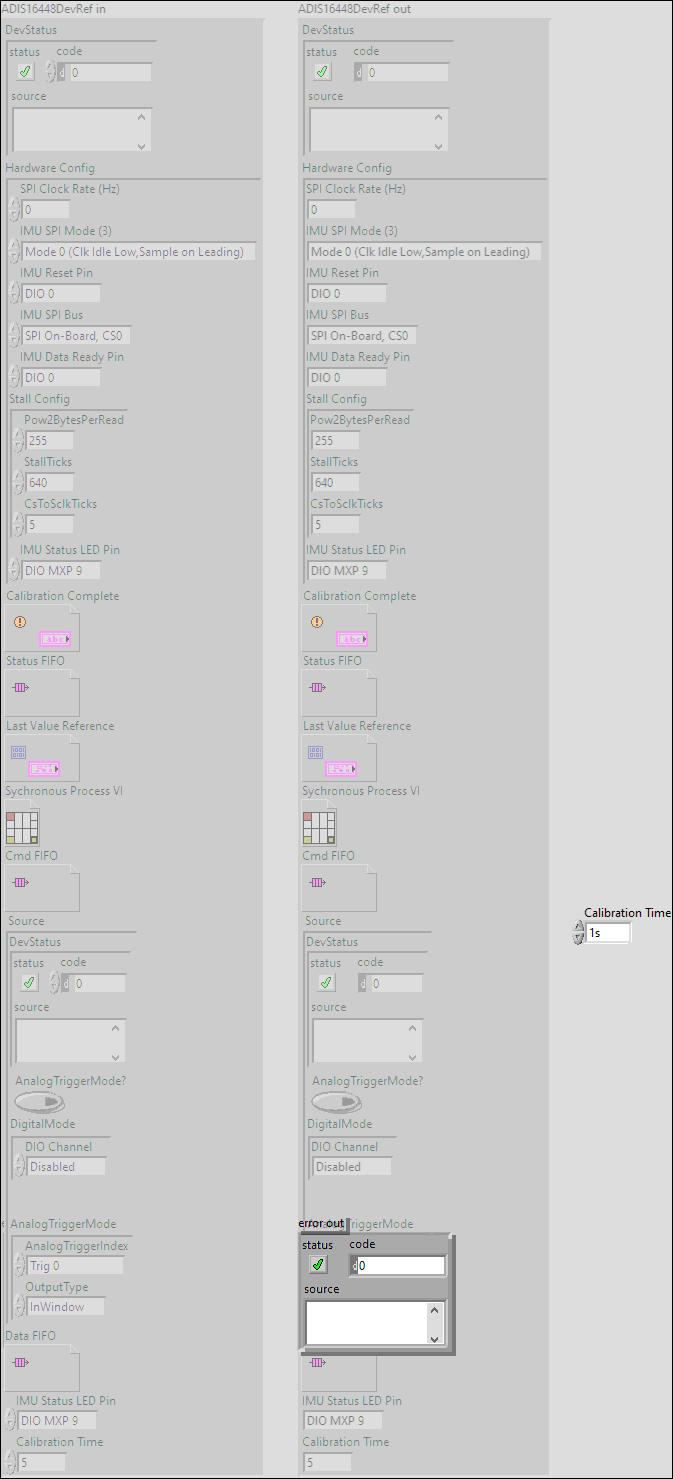 ADIS16448DevRef in
DevStatus
status code
d 0
source
Hardware Config
SPI Clock Rate (Hz)
0
IMU SPI Mode (3)
Mode 0 (Clk Idle Low,Sample on Leading)
IMU Reset Pin
DIO 0
IMU SPI Bus
SPI On-Board, CS0
IMU Data Ready Pin
DIO 0
Stall Config
Pow2BytesPerRead
255
StallTicks
640
CsToSclkTicks
5
IMU Status LED Pin
DIO MXP 9
Calibration Complete
abc
Status FIFO
Last Value Reference
Sychronous Process VI
Cmd FIFO
Source
DevStatus
status code
d 0
source
AnalogTriggerMode?
DigitalMode
DIO Channel
Disabled
AnalogTriggerMode
AnalogTriggerIndex
Trig 0
OutputType
InWindow
Data FIFO
IMU Status LED Pin
DIO MXP 9
Calibration Time
5
ADIS16448DevRef out
DevStatus
status code
d 0
source
Hardware Config
SPI Clock Rate (Hz)
0
IMU SPI Mode (3)
Mode 0 (Clk Idle Low,Sample on Leading)
IMU Reset Pin
DIO 0
IMU SPI Bus
SPI On-Board, CS0
IMU Data Ready Pin
DIO 0
Stall Config
Pow2BytesPerRead
255
StallTicks
640
CsToSclkTicks
5
IMU Status LED Pin
DIO MXP 9
Calibration Complete
abc
Status FIFO
Last Value Reference
Sychronous Process VI
Cmd FIFO
Source
DevStatus
status code
d 0
source
AnalogTriggerMode?
DigitalMode
DIO Channel
Disabled
error out TriggerMode
status code
d 0
source
IMU Status LED Pin
DIO MXP 9
Calibration Time
5
Calibration Time
1s